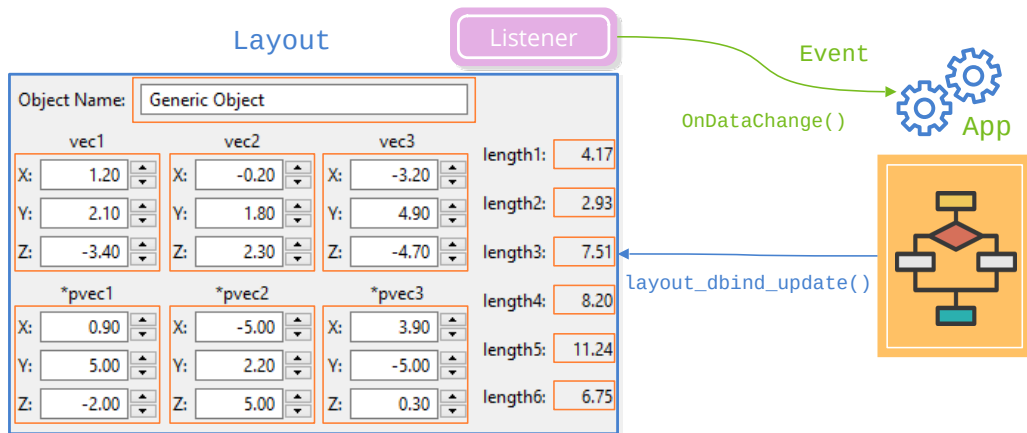 Layout
Listener
Event
OnDataChange()
App
Object Name: Generic Object
vec1 vec2 vec3
X: 1.20 X: -0.20 X: -3.20
Y: 2.10 Y: 1.80 Y: 4.90
Z: -3.40 Z: 2.30 Z: -4.70
*pvec1 *pvec2 *pvec3
X: 0.90 X: -5.00 X: 3.90
Y: 5.00 Y: 2.20 Y: -5.00
Z: -2.00 Z: 5.00 Z: 0.30
length1: 4.17
length2: 2.93
length3: 7.51
length4: 8.20
length5: 11.24
length6: 6.75
layout_dbind_update()